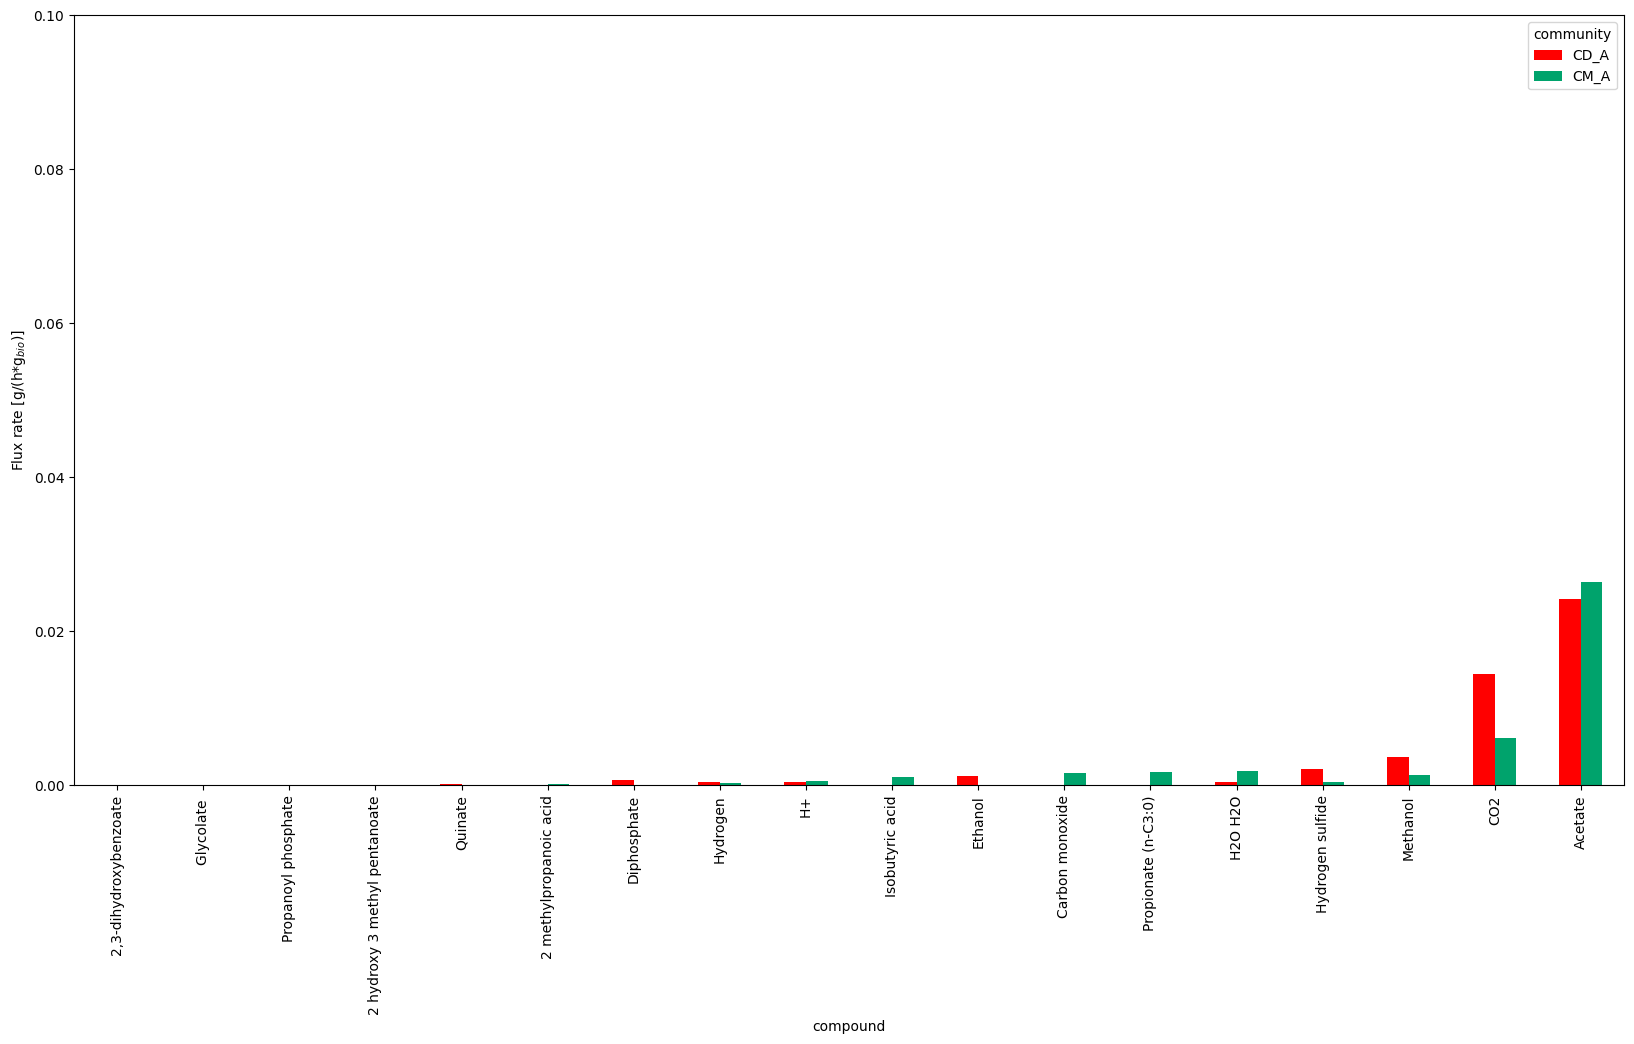 0.10
0.08
0.06
0.04
0.02
0.00
Flux rate [g/(h*g_bio)]
community
CD_A
CM_A
2,3-dihydroxybenzoate
Glycolate
Propanoyl phosphate
2 hydroxy 3 methyl pentanoate
Quinate
2 methylpropanoic acid
Diphosphate
Hydrogen
H+
Isobutyric acid
Ethanol
Carbon monoxide
Propionate (n-C3:0)
H2O H2O
Hydrogen sulfide
Methanol
CO2
Acetate
compound